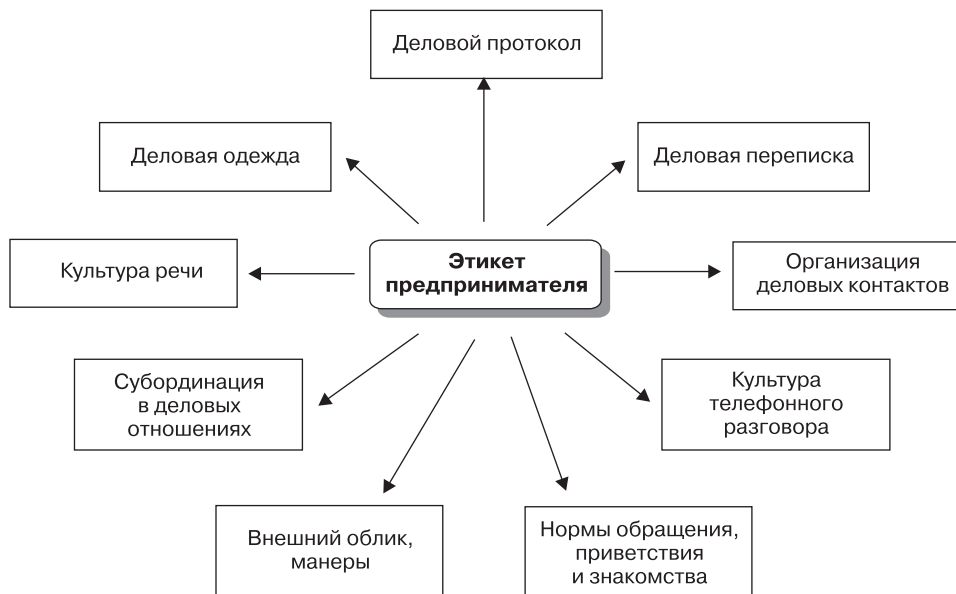 Деловой протокол
Деловая одежда
Деловая переписка
Культура речи
Этикет
предпринимателя
Организация
деловых контактов
Субординация
в деловых
отношениях
Культура
телефонного
разговора
Внешний облик,
манеры
Нормы обращения,
приветствия
и знакомства